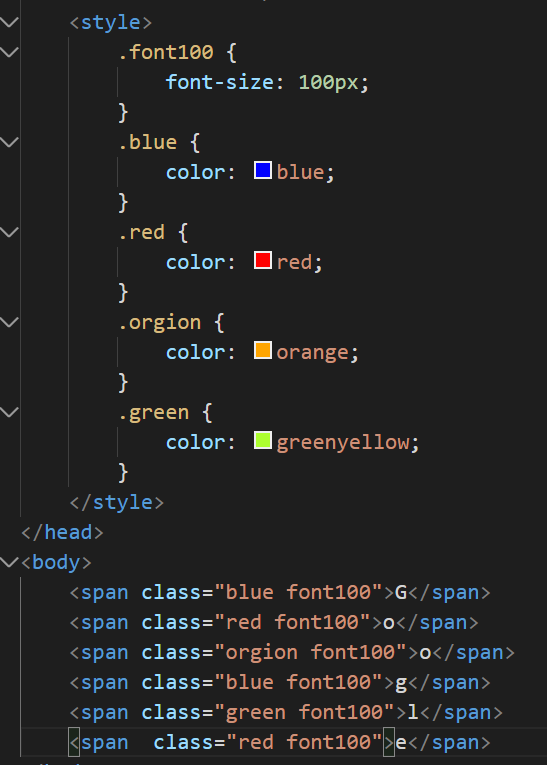 <style>
.font100 {
font-size: 100px;
}
.blue {
color: blue;
}
.red {
color: red;
}
.orgion {
color: orange;
}
.green {
color: greenyellow;
}
</style>
</head>
<body>
<span class="blue font100">G</span>
<span class="red font100">o</span>
<span class="orgion font100">o</span>
<span class="blue font100">g</span>
<span class="green font100">l</span>
<span  class="red font100">e</span>